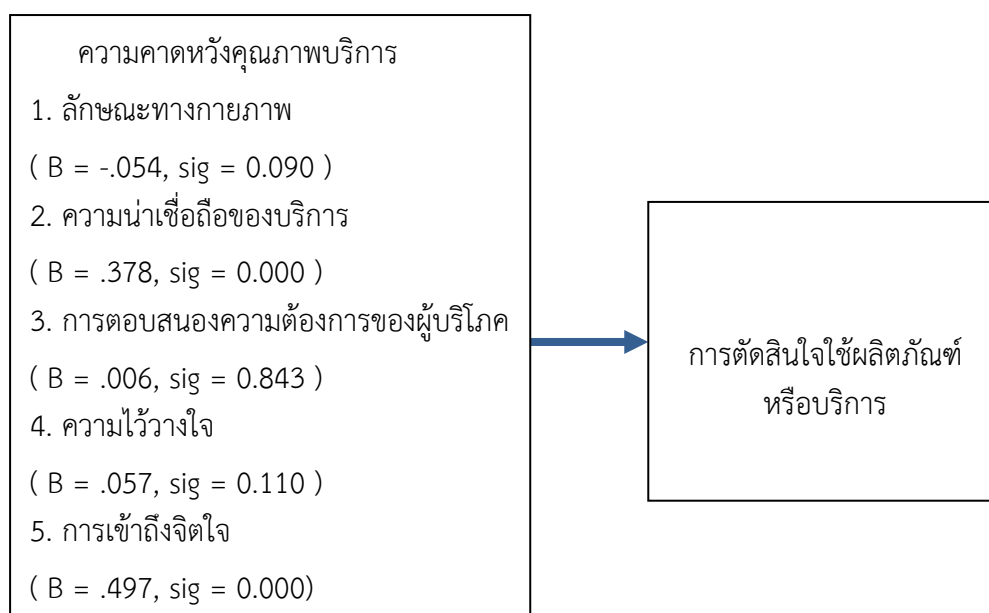 ความคาดหวังคุณภาพบริการ
1. ลักษณะทางกายภาพ
( B = -.054, sig = 0.090 )
2. ความน่าเชื่อถือของบริการ
( B = .378, sig = 0.000 )
3. การตอบสนองความต้องการของผู้บริโภค
( B = .006, sig = 0.843 )
4. ความไว้วางใจ
( B = .057, sig = 0.110 )
5. การเข้าถึงจิตใจ
( B = .497, sig = 0.000)
การตัดสินใจใช้ผลิตภัณฑ์
หรือบริการ